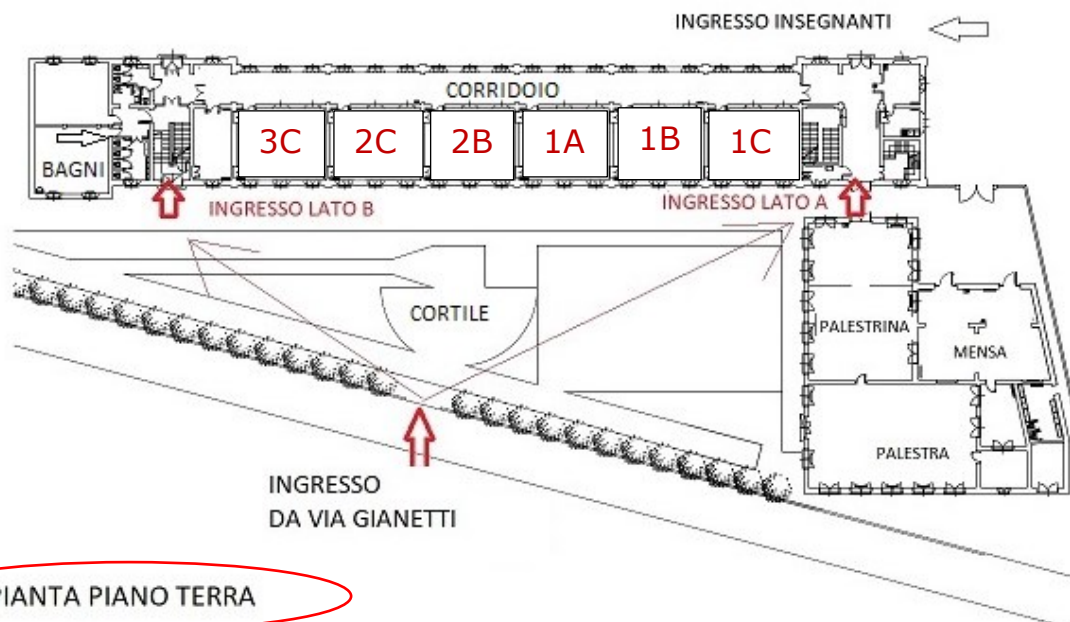 INGRESSO INSEGNANTI
CORRIDOIO
3C
2C
2B
1A
1B
1C
BAGNI
INGRESSO LATO B
INGRESSO LATO A
CORTILE
PALESTRINA
MENSA
PALESTRA
INGRESSO
DA VIA GIANETTI
PIANTA PIANO TERRA